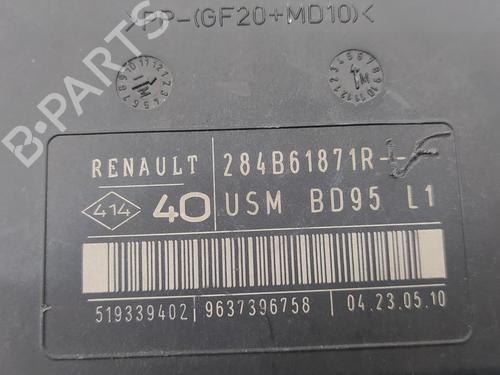 >PP-(GF20+MD10)<
B-PARTS
RENAULT 284B61871R--
414 40 USM BD95 L1
519339402 9637396758 04.23.05.10